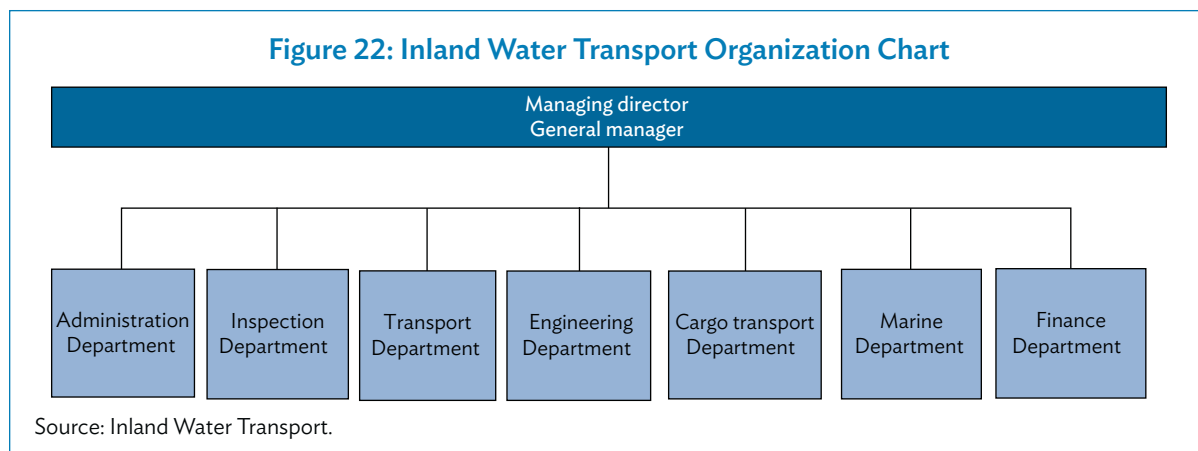 Figure 22: Inland Water Transport Organization Chart
Managing director
General manager
Administration
Department
Inspection
Department
Transport
Department
Engineering
Department
Cargo transport
Department
Marine
Department
Finance
Department
Source: Inland Water Transport.